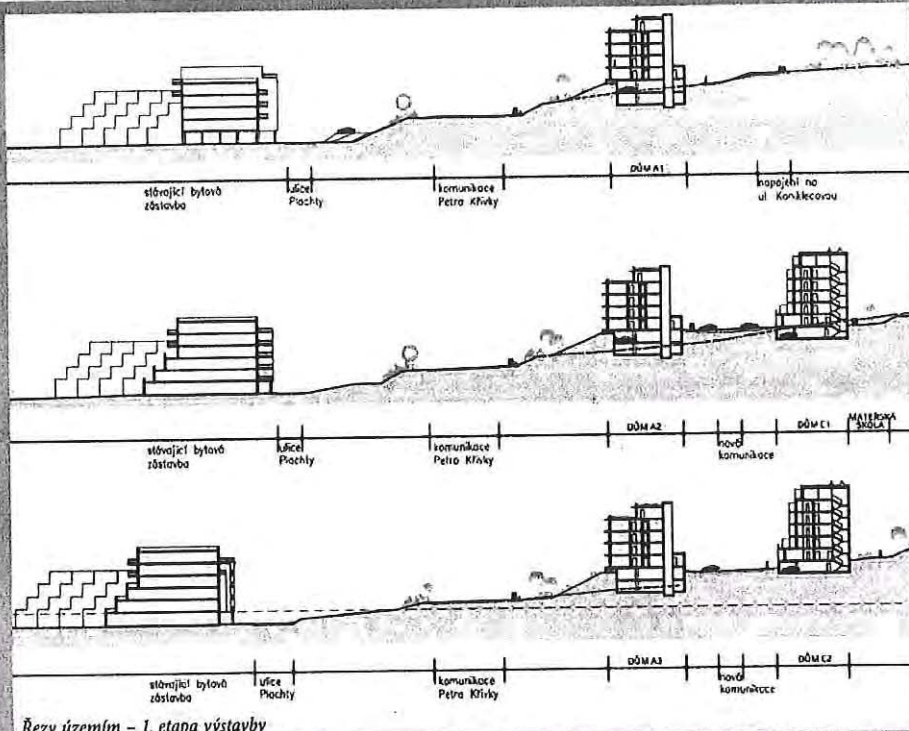 stávající bytová
zástavba
ulice
Plachty
komunikace
Petra Křivky
DŮM A1
napojení na
ul. Koniklecovou
stávající bytová
zástavba
ulice
Plachty
komunikace
Petra Křivky
DŮM A2
nová
komunikace
DŮM C1
MATEŘSKÁ
ŠKOLA
stávající bytová
zástavba
ulice
Plachty
komunikace
Petra Křivky
DŮM A3
nová
komunikace
DŮM C2
Řezy územím – 1. etapa výstavby